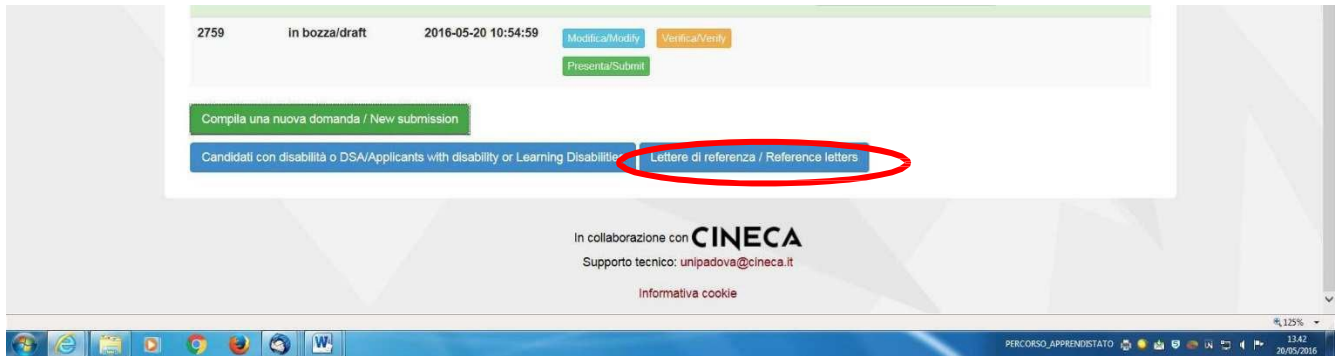 2759 in bozza/draft 2016-05-20 10:54:59 Modifica/Modify Verifica/Verify
Presenta/Submit
Compila una nuova domanda / New submission
Candidati con disabilità o DSA/Applicants with disability or Learning Disabilities Lettere di referenza / Reference letters
In collaborazione con CINECA
Supporto tecnico: unipadova@cineca.it
Informativa cookie
125%
PERCORSO_APPRENDISTATO 13.42
20/05/2016